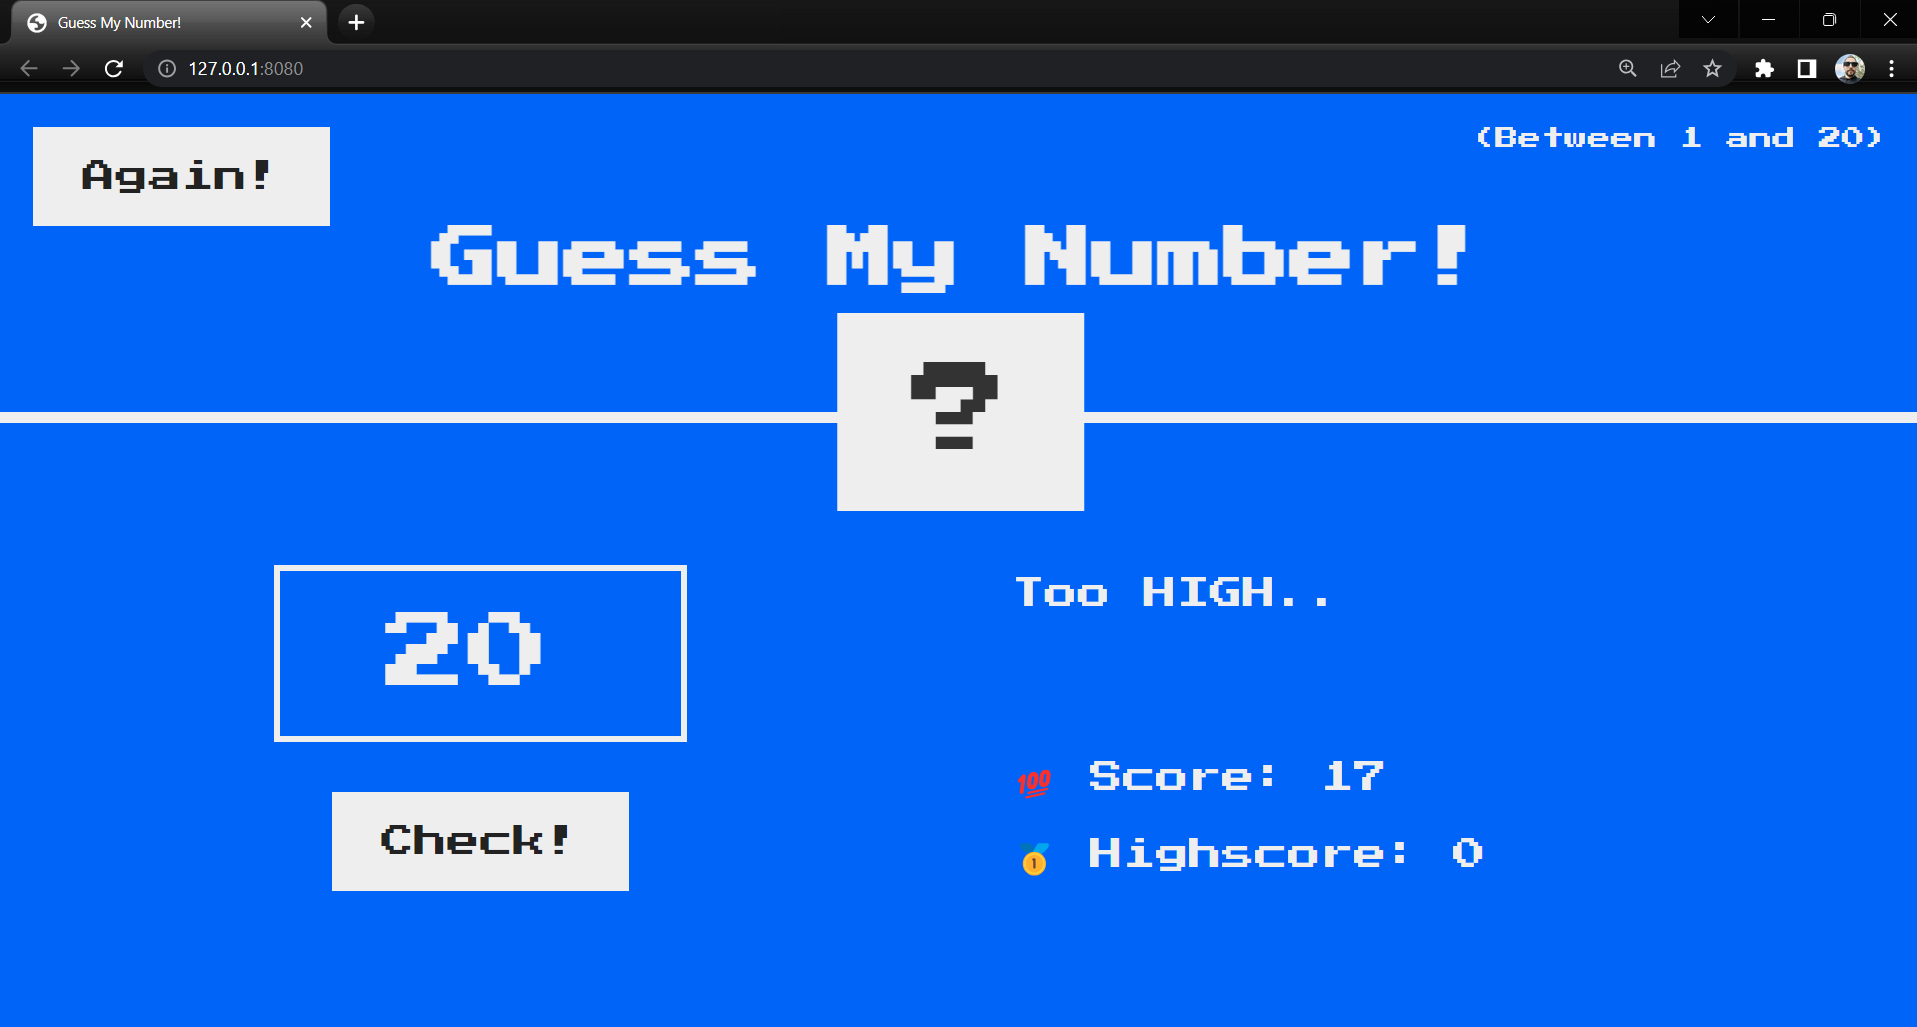 Guess My Number!
127.0.0.1:8080
Again!
(Between 1 and 20)
Guess My Number!
?
20
Too HIGH..
Check!
💯 Score: 17
🥇 Highscore: 0